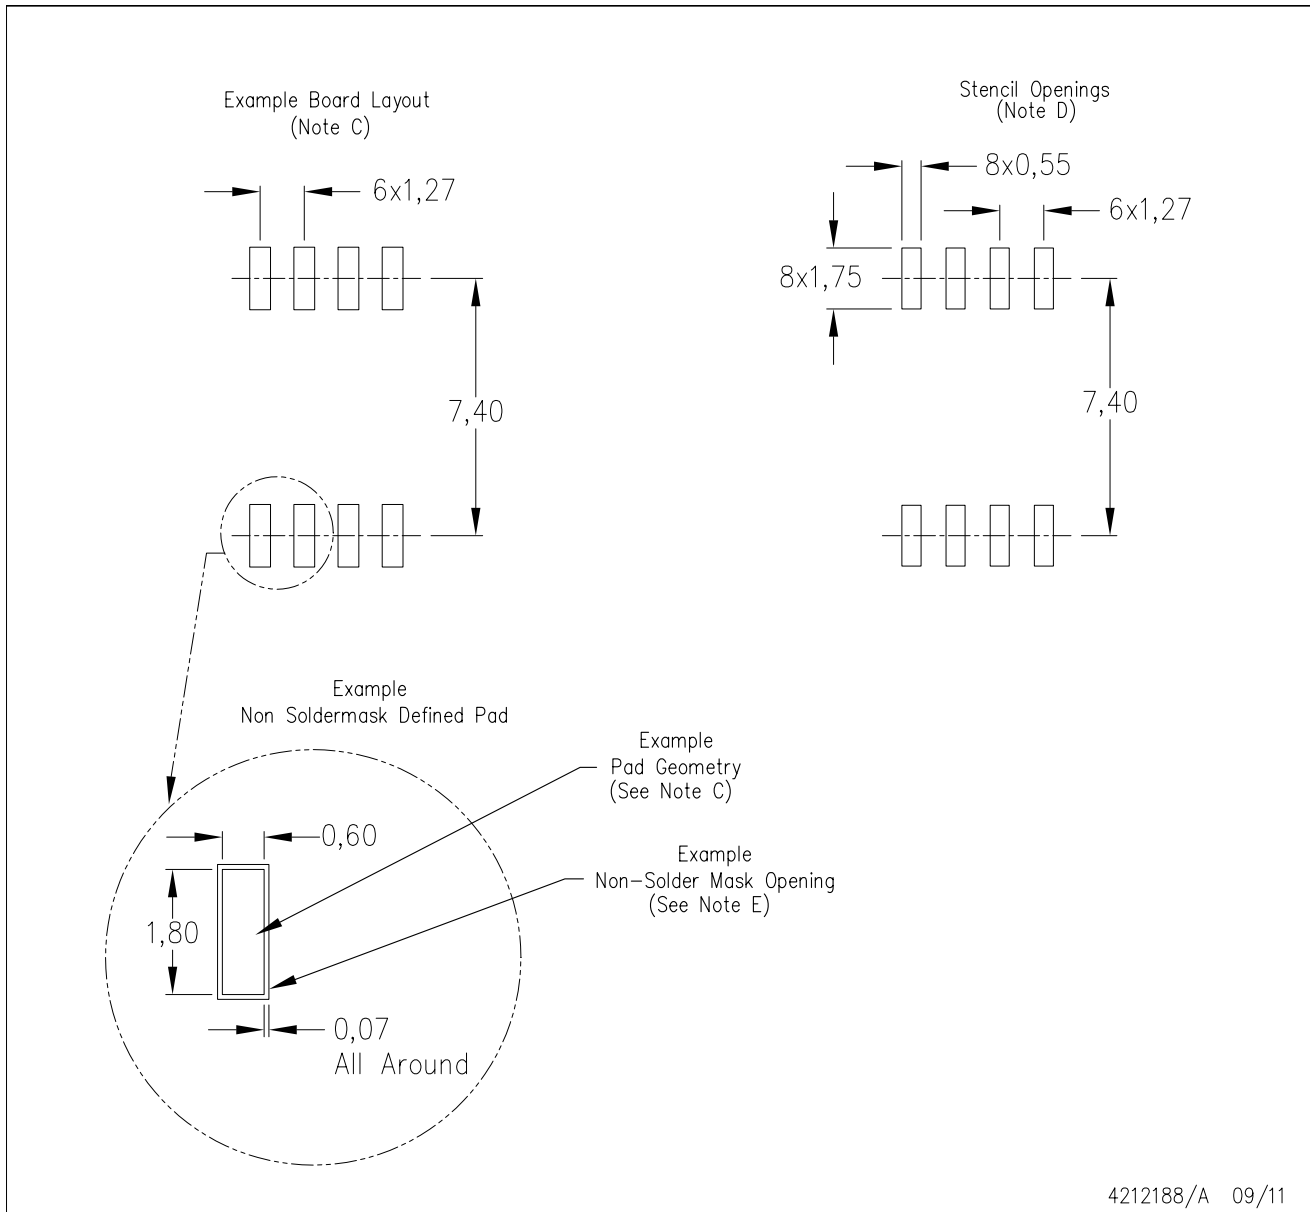 Example Board Layout
(Note C)
6x1,27
7,40
Stencil Openings
(Note D)
8x0,55
6x1,27
8x1,75
7,40
Example
Non Soldermask Defined Pad
Example
Pad Geometry
(See Note C)
0,60
Example
Non-Solder Mask Opening
(See Note E)
1,80
0,07
All Around
4212188/A 09/11